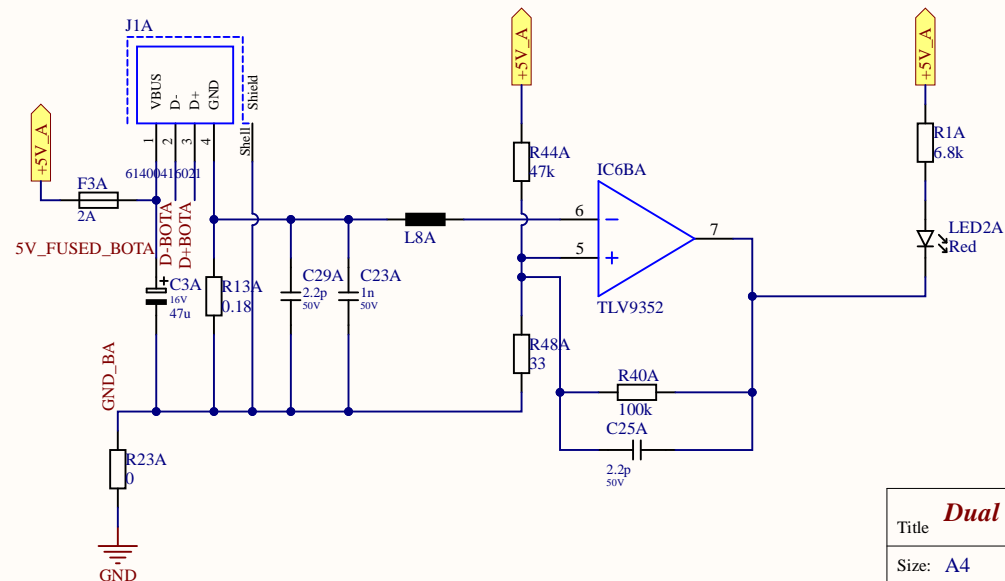 J1A
VBUS
D-
D+
GND
Shield
Shell
1
2
3
4
61400416021
+5V_A
F3A
2A
5V_FUSED_BOTA
D-BOTA
D+BOTA
C3A
16V
47u
R13A
0.18
C29A
2.2p
50V
C23A
1n
50V
L8A
GND_BA
R23A
0
GND
+5V_A
R44A
47k
R48A
33
IC6BA
6
5
7
TLV9352
R40A
100k
C25A
2.2p
50V
+5V_A
R1A
6.8k
LED2A
Red
Title Dual
Size: A4